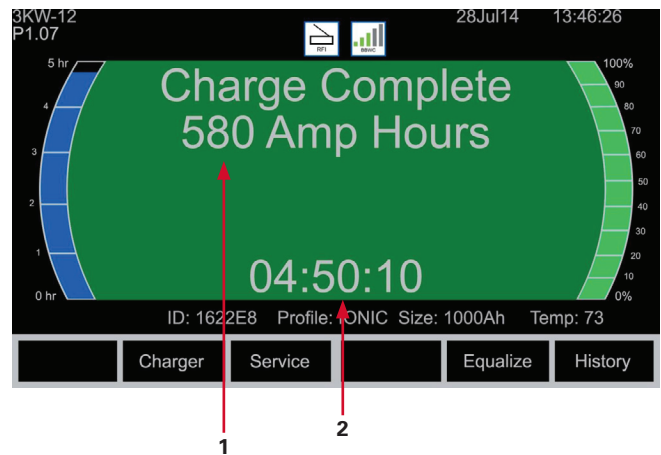 3KW-12
P1.07
28Jul14 13:46:26
RFI
BBWC
5 hr
4
3
2
1
0 hr
Charge Complete
580 Amp Hours
04:50:10
100%
90
80
70
60
50
40
30
20
10
0%
ID: 1622E8 Profile: IONIC Size: 1000Ah Temp: 73
Charger Service Equalize History
1
2